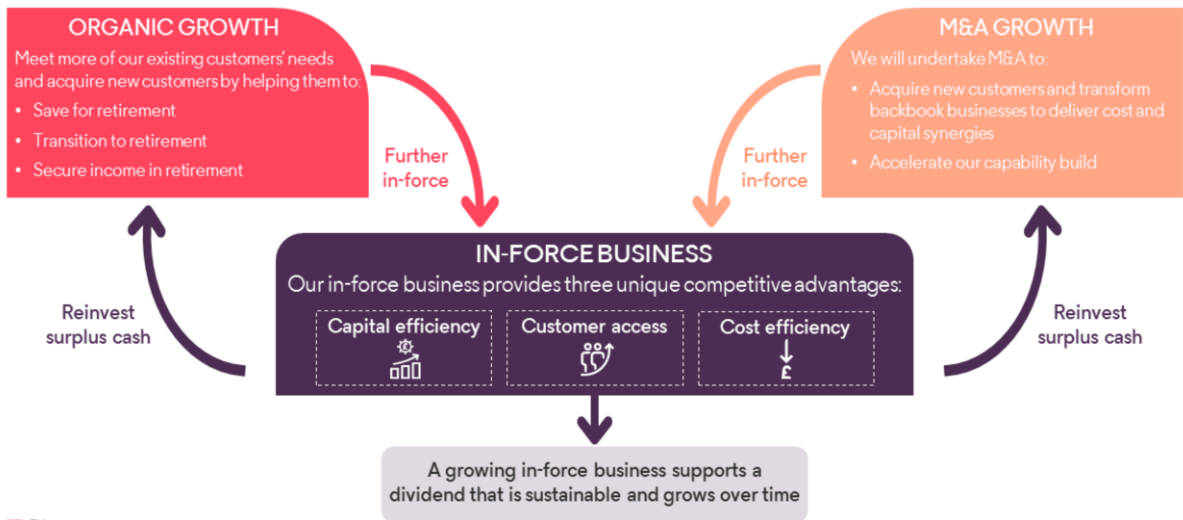 ORGANIC GROWTH
Meet more of our existing customers' needs
and acquire new customers by helping them to:
• Save for retirement
• Transition to retirement
• Secure income in retirement
M&A GROWTH
We will undertake M&A to:
• Acquire new customers and transform
backbook businesses to deliver cost and
capital synergies
• Accelerate our capability build
Further
in-force
Further
in-force
IN-FORCE BUSINESS
Our in-force business provides three unique competitive advantages:
Capital efficiency
£
Customer access
Cost efficiency
£
Reinvest
surplus cash
Reinvest
surplus cash
A growing in-force business supports a
dividend that is sustainable and grows over time